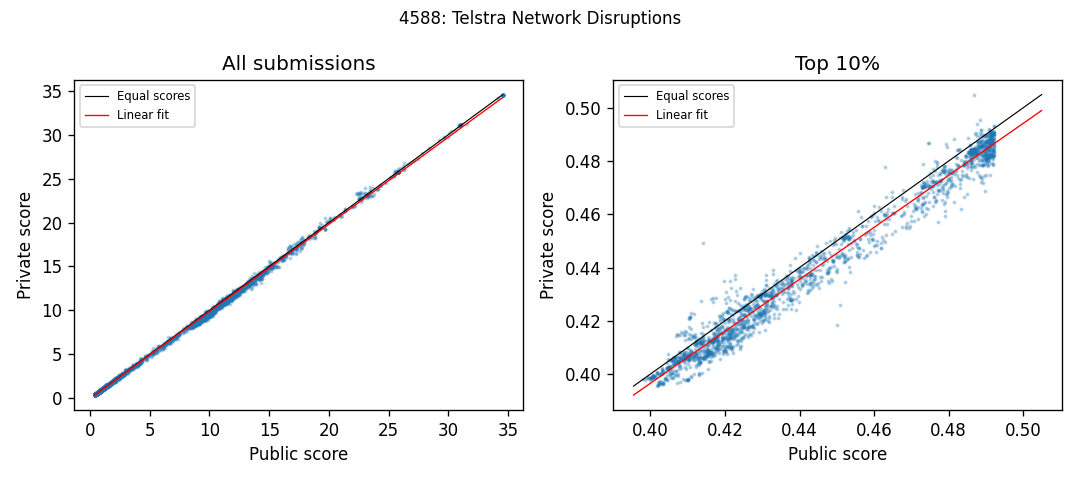 4588: Telstra Network Disruptions
All submissions
Equal scores
Linear fit
Private score
35
30
25
20
15
10
5
0
0 5 10 15 20 25 30 35
Public score
Top 10%
Equal scores
Linear fit
Private score
0.50
0.48
0.46
0.44
0.42
0.40
0.40 0.42 0.44 0.46 0.48 0.50
Public score